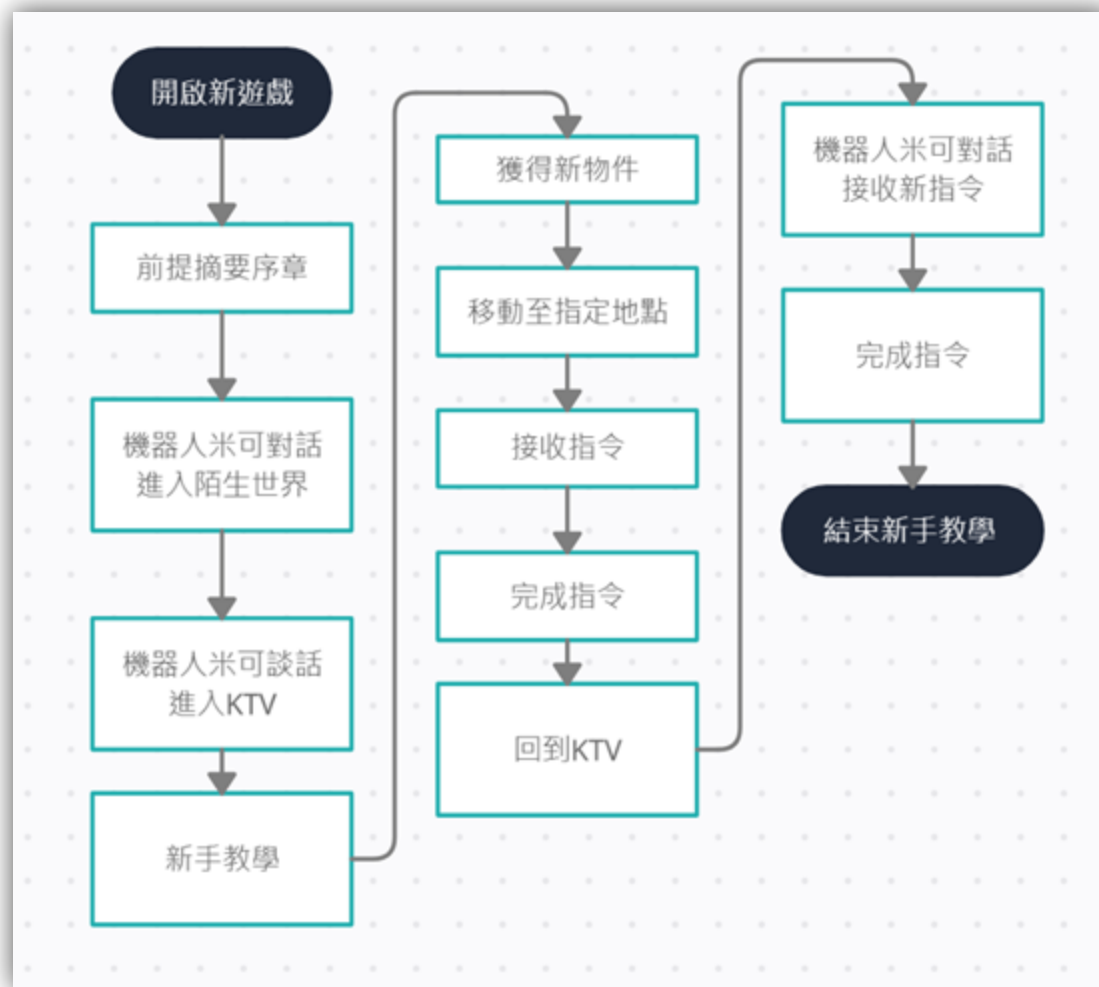 開啟新遊戲
前提摘要序章
機器人米可對話
進入陌生世界
機器人米可談話
進入KTV
新手教學
獲得新物件
移動至指定地點
接收指令
完成指令
回到KTV
機器人米可對話
接收新指令
完成指令
結束新手教學